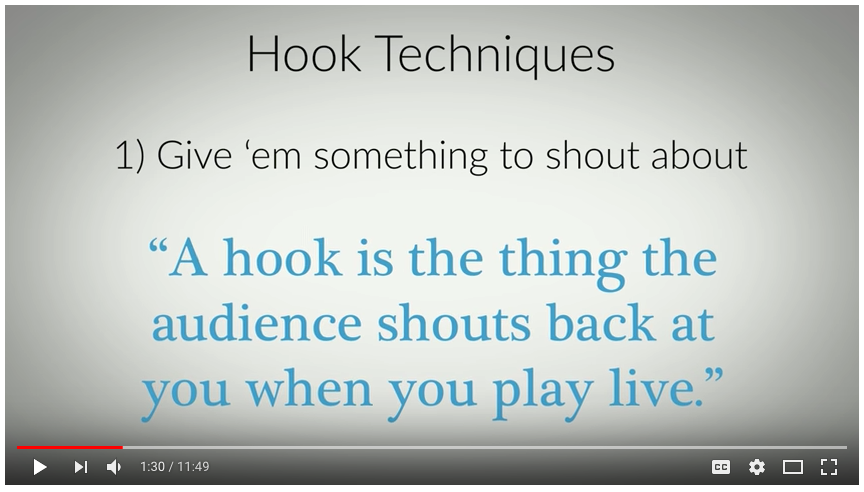 Hook Techniques
1) Give ‘em something to shout about
“A hook is the thing the
audience shouts back at
you when you play live.”
1:30 / 11:49
CC